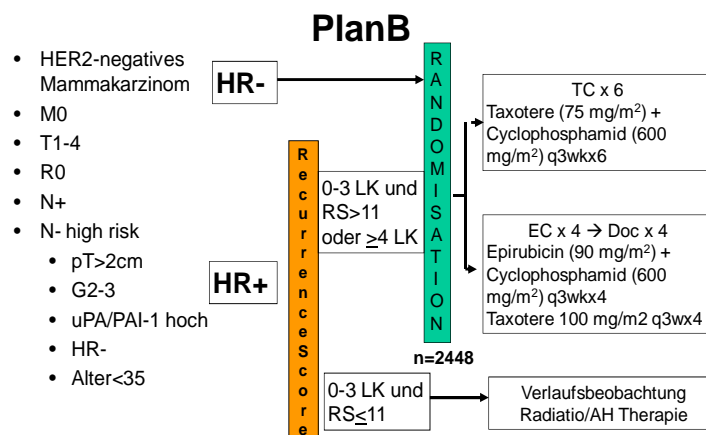 PlanB
• HER2-negatives
Mammakarzinom
• M0
• T1-4
• R0
• N+
• N- high risk
• pT>2cm
• G2-3
• uPA/PAI-1 hoch
• HR-
• Alter<35
HR-
HR+
RecurrenceScore
0-3 LK und
RS>11
oder ≥4 LK
RANDOMISATION
n=2448
0-3 LK und
RS≤11
TC x 6
Taxotere (75 mg/m²) +
Cyclophosphamid (600
mg/m²) q3wkx6
EC x 4 → Doc x 4
Epirubicin (90 mg/m²) +
Cyclophosphamid (600
mg/m²) q3wkx4
Taxotere 100 mg/m2 q3wx4
Verlaufsbeobachtung
Radiatio/AH Therapie